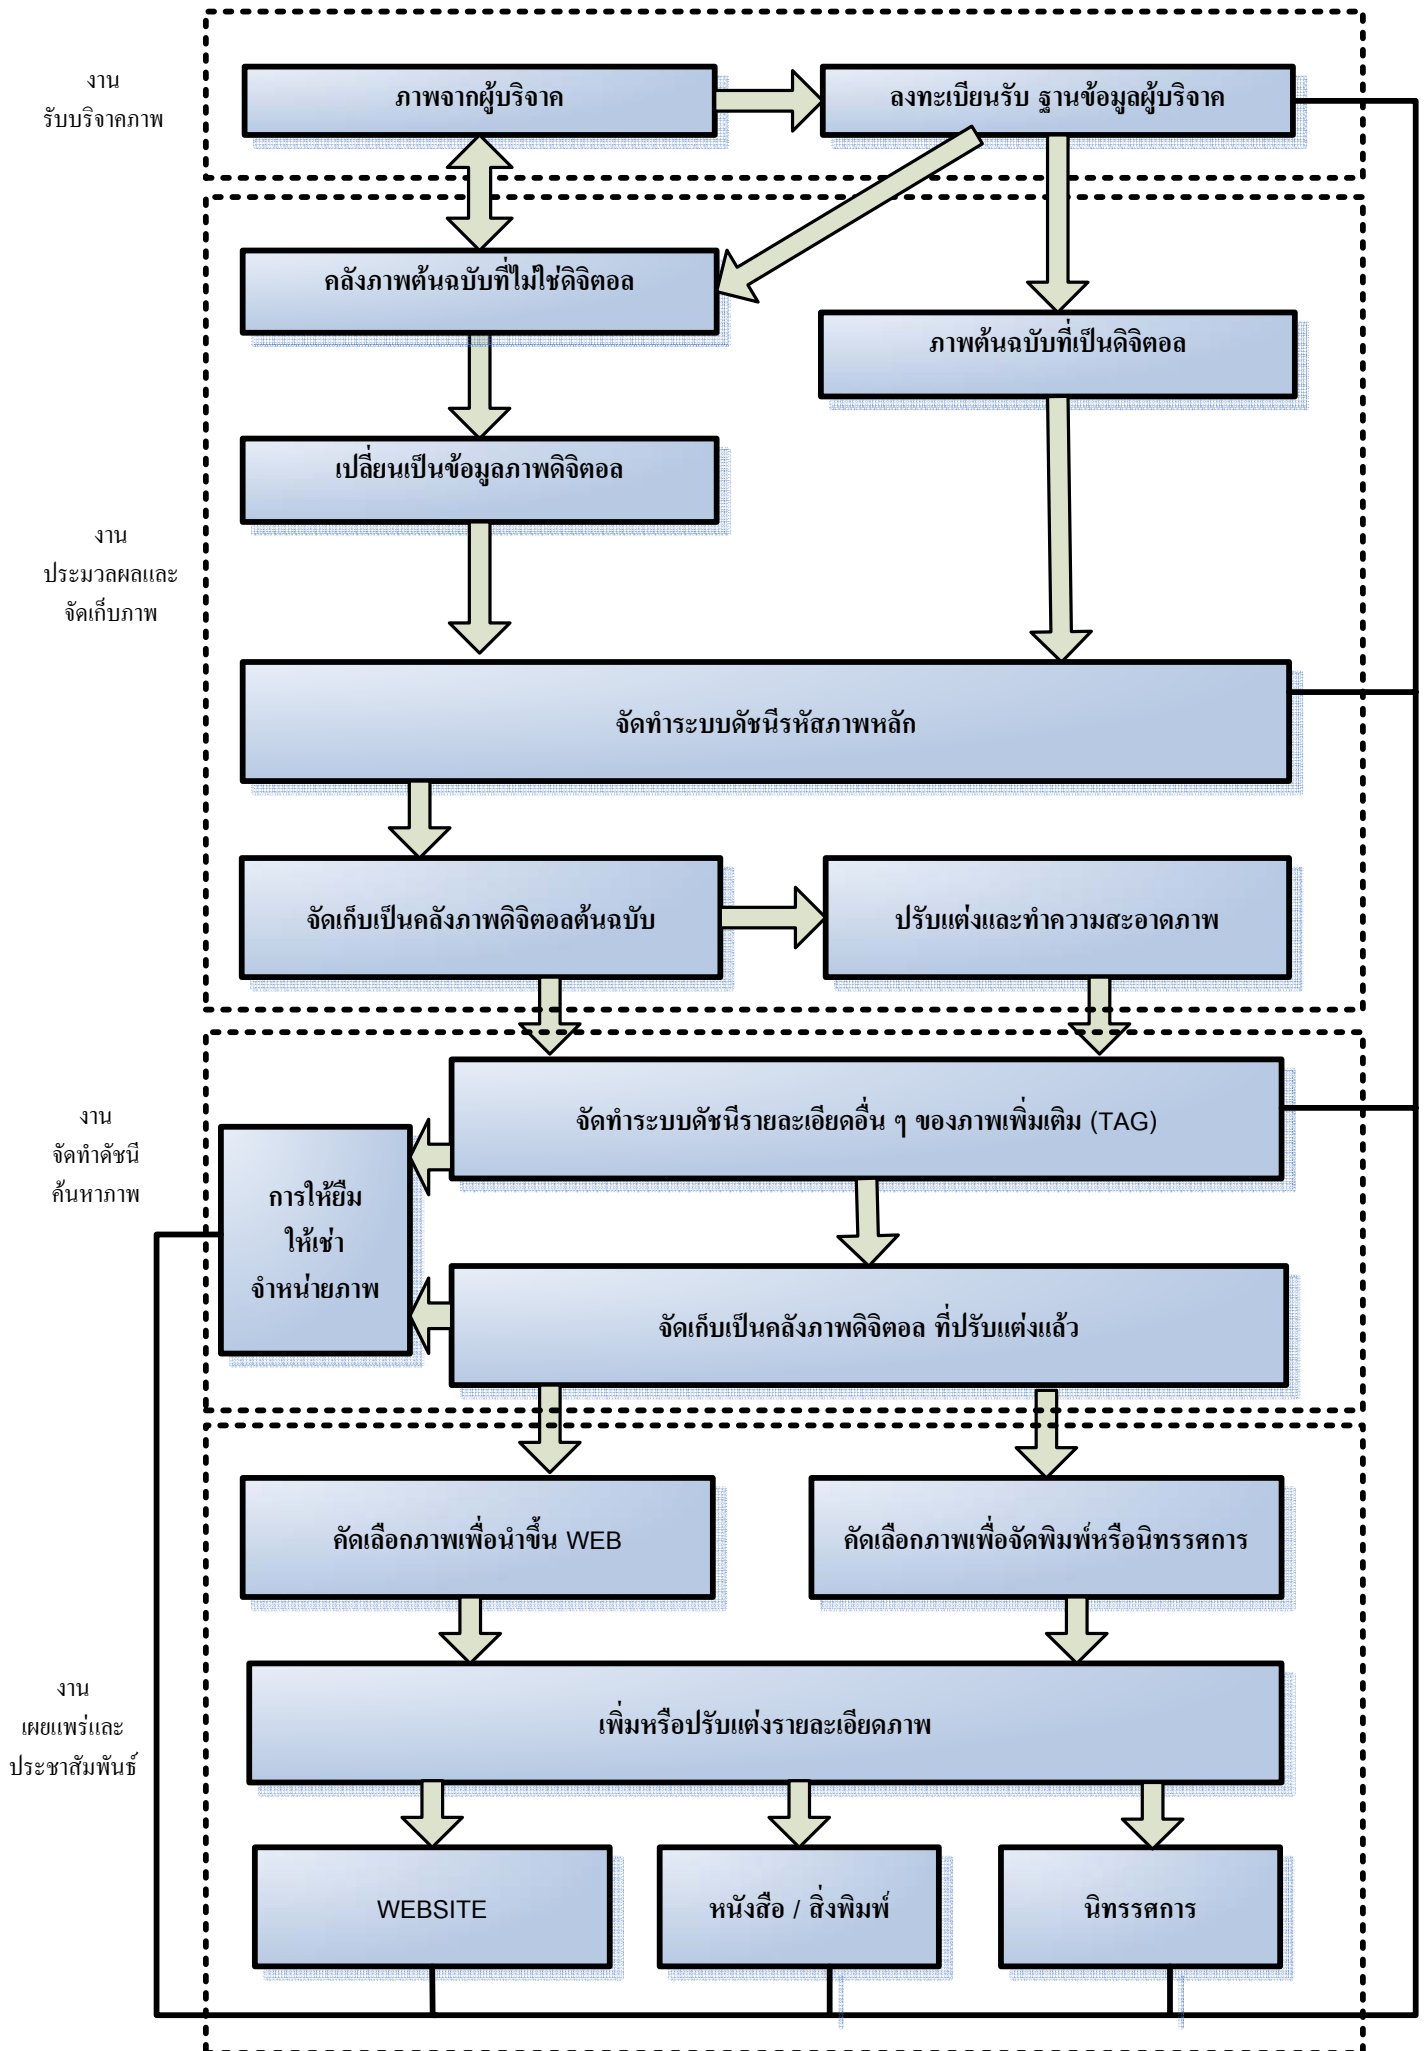 งาน
รับบริจาคภาพ
ภาพจากผู้บริจาค
ลงทะเบียนรับ ฐานข้อมูลผู้บริจาค
คลังภาพต้นฉบับที่ไม่ใช่ดิจิตอล
ภาพต้นฉบับที่เป็นดิจิตอล
เปลี่ยนเป็นข้อมูลภาพดิจิตอล
งาน
ประมวลผลและ
จัดเก็บภาพ
จัดทำระบบดัชนีรหัสภาพหลัก
จัดเก็บเป็นคลังภาพดิจิตอลต้นฉบับ
ปรับแต่งและทำความสะอาดภาพ
งาน
จัดทำดัชนี
ค้นหาภาพ
จัดทำระบบดัชนีรายละเอียดอื่น ๆ ของภาพเพิ่มเติม (TAG)
การให้ยืม
ให้เช่า
จำหน่ายภาพ
จัดเก็บเป็นคลังภาพดิจิตอล ที่ปรับแต่งแล้ว
คัดเลือกภาพเพื่อนำขึ้น WEB
คัดเลือกภาพเพื่อจัดพิมพ์หรือนิทรรศการ
งาน
เผยแพร่และ
ประชาสัมพันธ์
เพิ่มหรือปรับแต่งรายละเอียดภาพ
WEBSITE
หนังสือ / สิ่งพิมพ์
นิทรรศการ